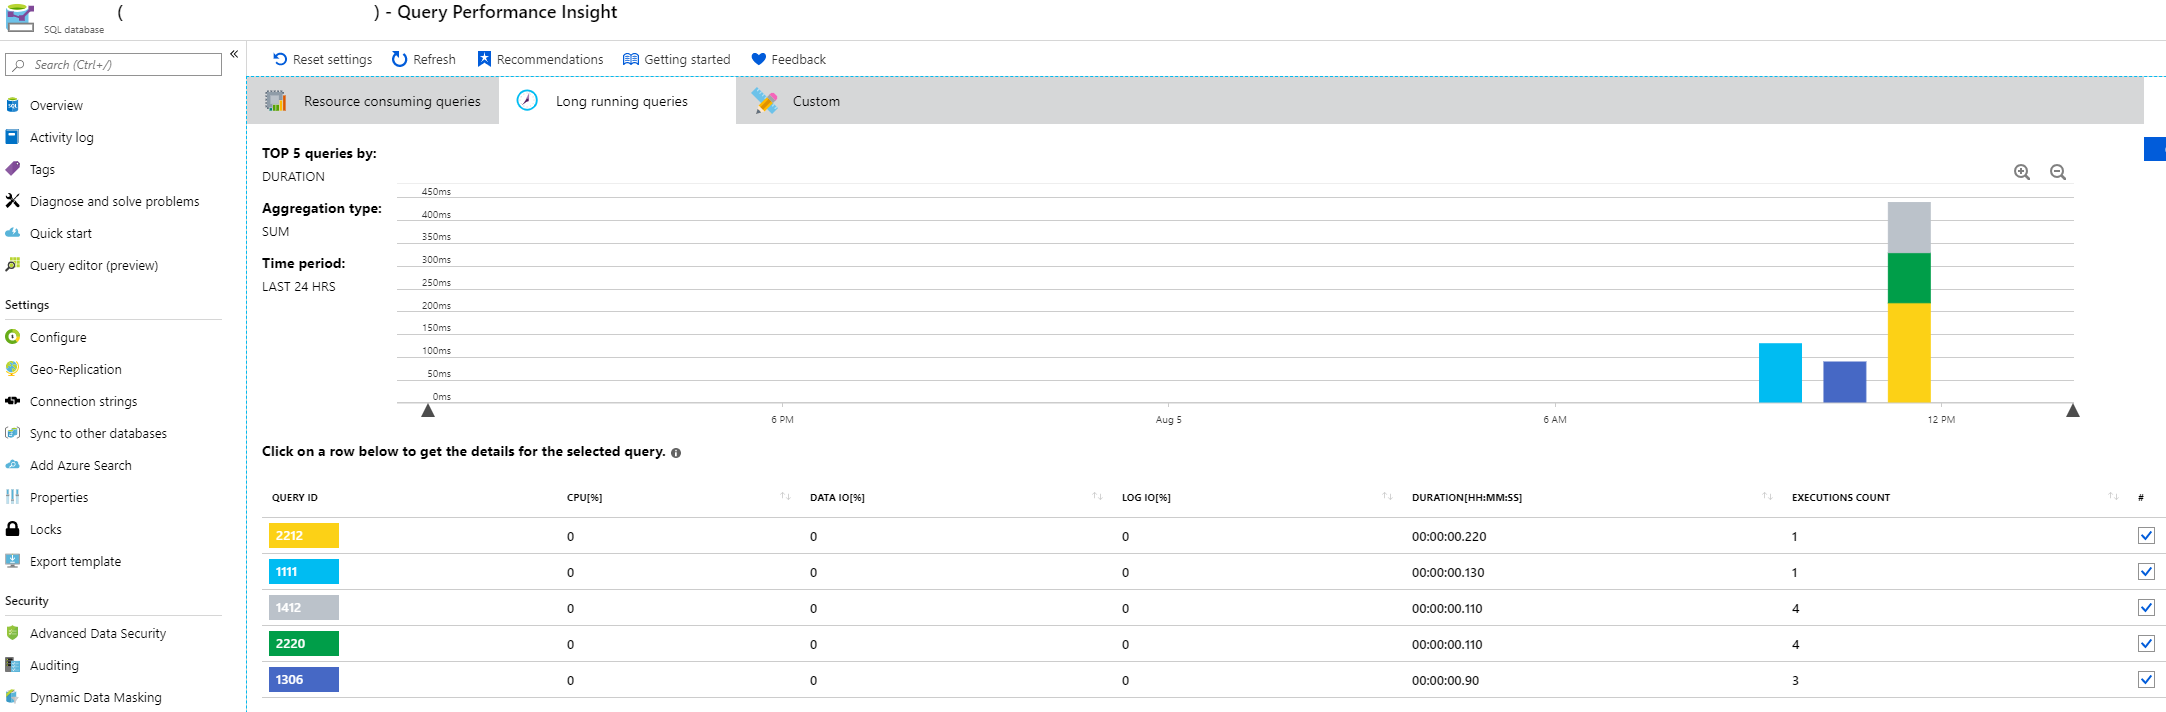 ( ) - Query Performance Insight
SQL database
Search (Ctrl+/)
«
Overview
Activity log
Tags
Diagnose and solve problems
Quick start
Query editor (preview)
Settings
Configure
Geo-Replication
Connection strings
Sync to other databases
Add Azure Search
Properties
Locks
Export template
Security
Advanced Data Security
Auditing
Dynamic Data Masking
Reset settings Refresh Recommendations Getting started Feedback
Resource consuming queries Long running queries Custom
TOP 5 queries by:
DURATION
Aggregation type:
SUM
Time period:
LAST 24 HRS
450ms
400ms
350ms
300ms
250ms
200ms
150ms
100ms
50ms
0ms
6 PM Aug 5 6 AM 12 PM
Click on a row below to get the details for the selected query.
QUERY ID CPU[%] DATA IO[%] LOG IO[%] DURATION[HH:MM:SS] EXECUTIONS COUNT #
2212 0 0 0 00:00:00.220 1
1111 0 0 0 00:00:00.130 1
1412 0 0 0 00:00:00.110 4
2220 0 0 0 00:00:00.110 4
1306 0 0 0 00:00:00.90 3